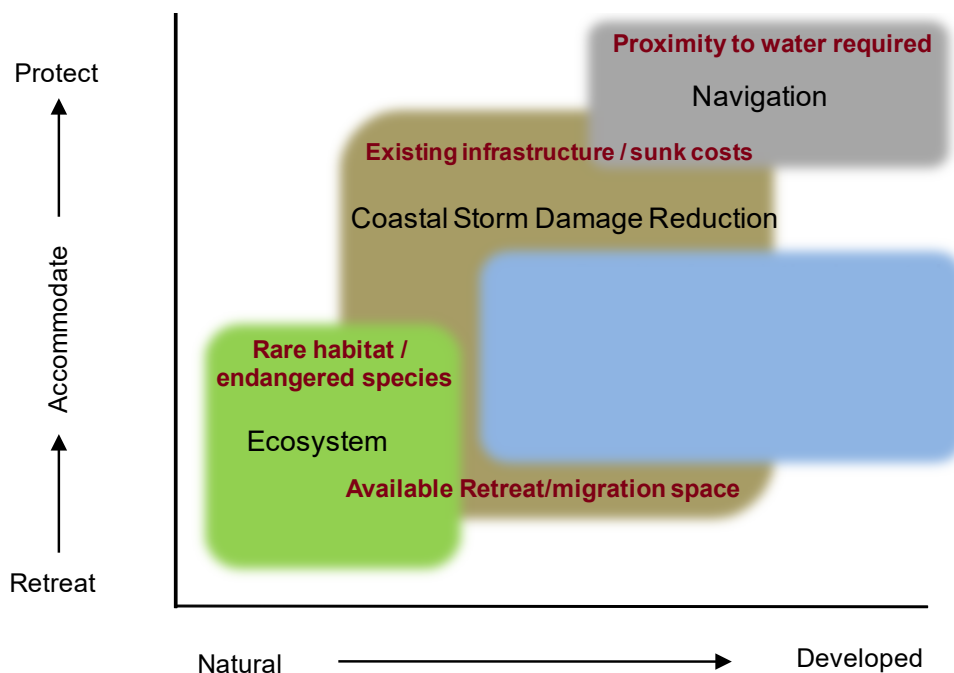 Proximity to water required
Protect
Navigation
Existing infrastructure / sunk costs
Coastal Storm Damage Reduction
Accommodate
Rare habitat /
endangered species
Ecosystem
Available Retreat/migration space
Retreat
Natural
Developed